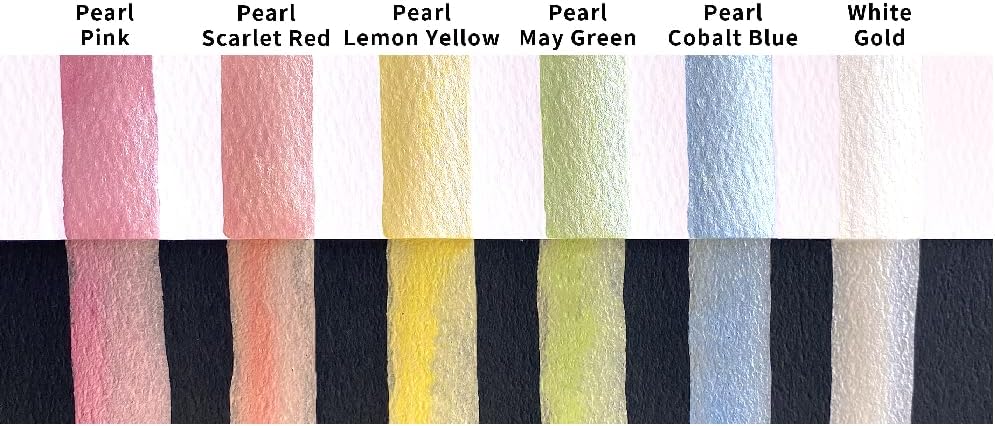 Pearl Pink
Pearl Scarlet Red
Pearl Lemon Yellow
Pearl May Green
Pearl Cobalt Blue
White Gold